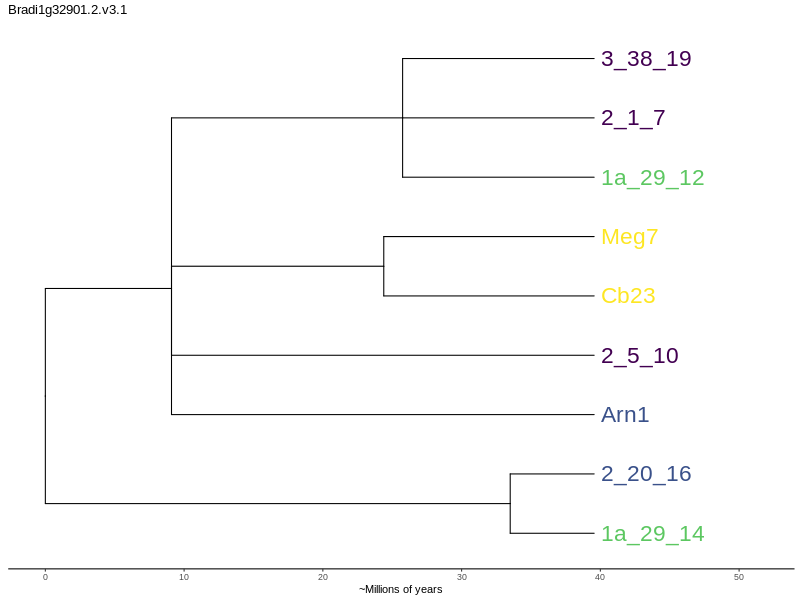 Bradi1g32901.2.v3.1
3_38_19
2_1_7
1a_29_12
Meg7
Cb23
2_5_10
Arn1
2_20_16
1a_29_14
0 10 20 30 40 50
~Millions of years